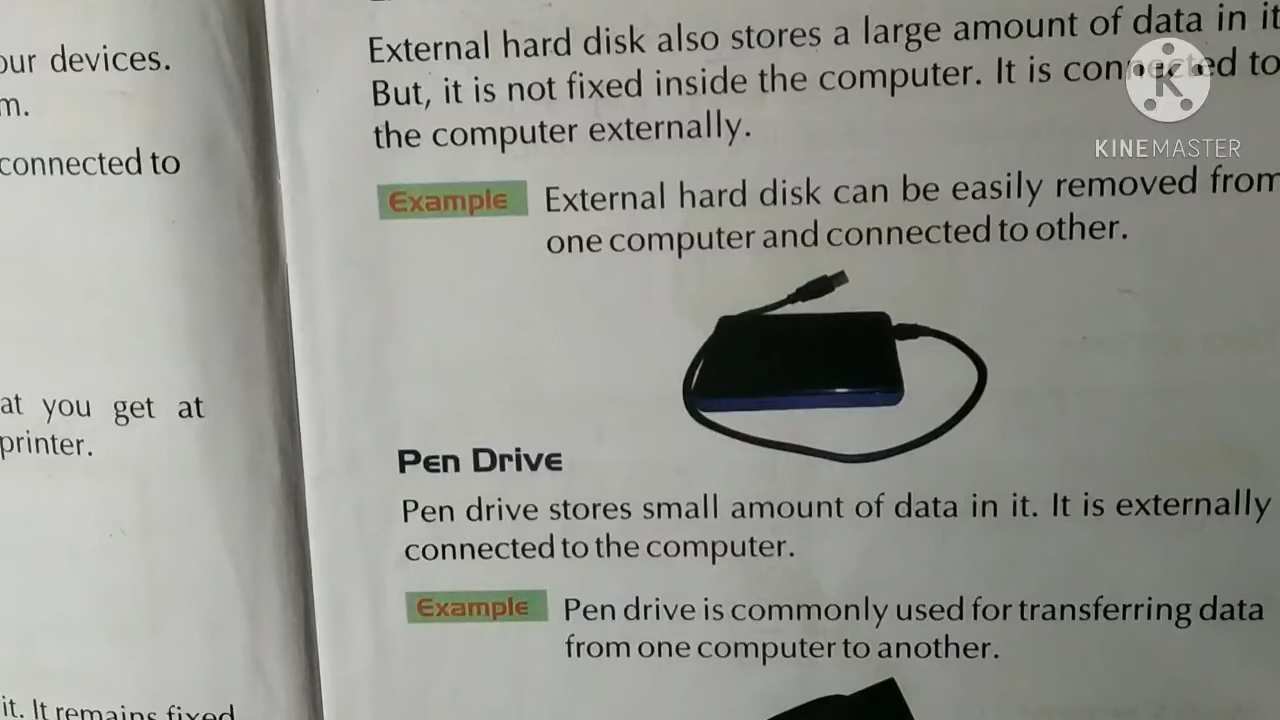 our devices.
m.
connected to
at you get at
printer.
it. It remains fixed
External hard disk also stores a large amount of data in it
But, it is not fixed inside the computer. It is connected to
the computer externally.
Example External hard disk can be easily removed from
one computer and connected to other.
Pen Drive
Pen drive stores small amount of data in it. It is externally
connected to the computer.
Example Pen drive is commonly used for transferring data
from one computer to another.
K
KINEMASTER